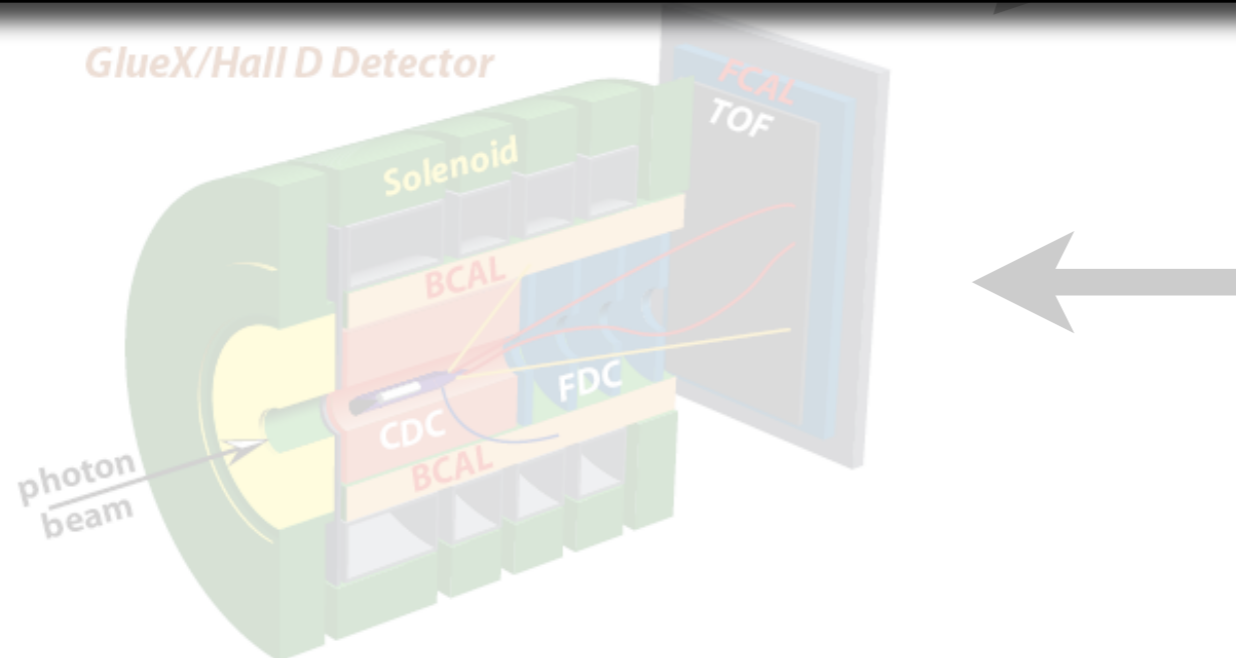 GlueX/Hall D Detector
FCAL
TOF
Solenoid
BCAL
FDC
CDC
BCAL
photon
beam